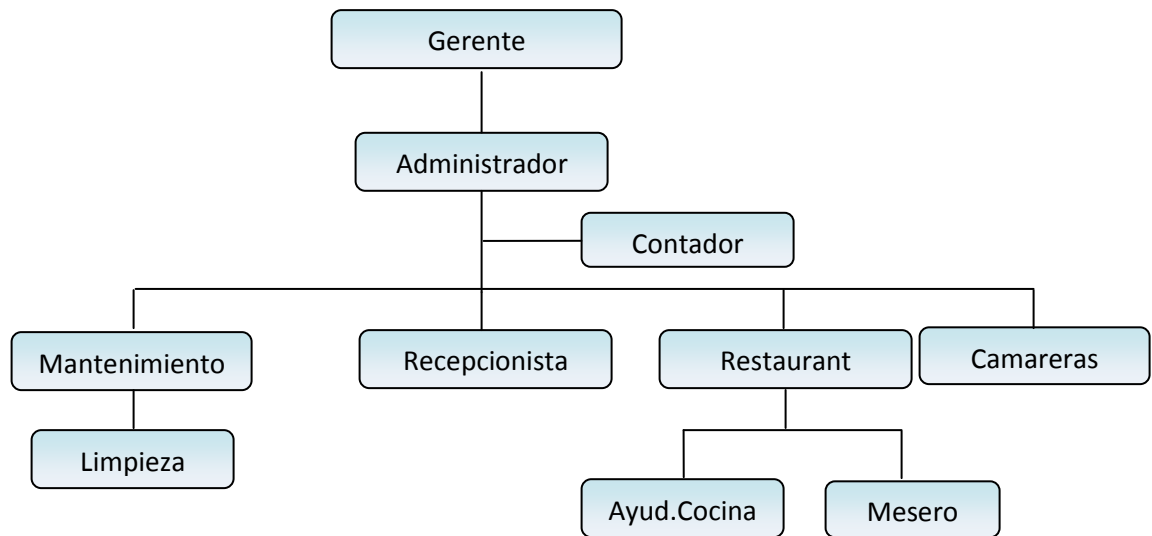 Gerente
Administrador
Contador
Mantenimiento
Recepcionista
Restaurant
Camareras
Limpieza
Ayud.Cocina
Mesero